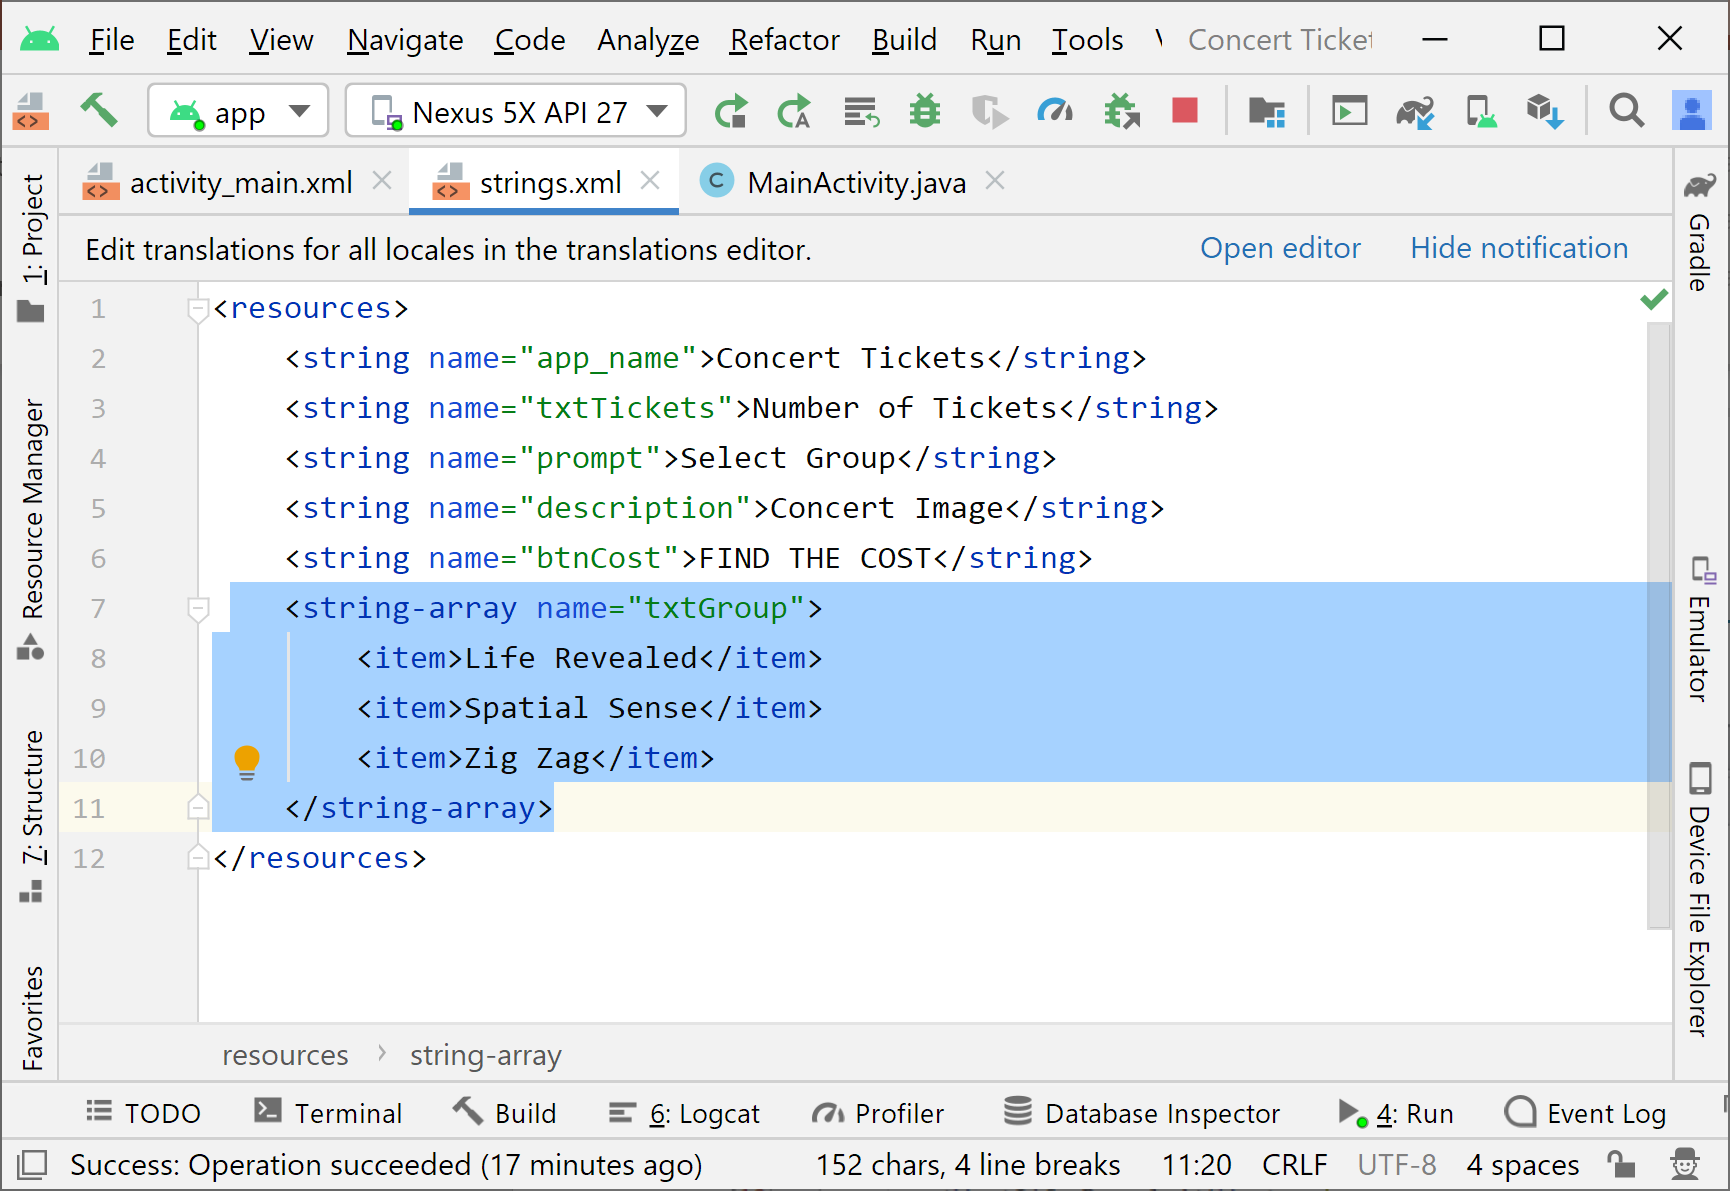 File Edit View Navigate Code Analyze Refactor Build Run Tools Concert Ticket
app Nexus 5X API 27
activity_main.xml strings.xml C MainActivity.java
Edit translations for all locales in the translations editor. Open editor Hide notification
1 <resources>
2     <string name="app_name">Concert Tickets</string>
3     <string name="txtTickets">Number of Tickets</string>
4     <string name="prompt">Select Group</string>
5     <string name="description">Concert Image</string>
6     <string name="btnCost">FIND THE COST</string>
7     <string-array name="txtGroup">
8         <item>Life Revealed</item>
9         <item>Spatial Sense</item>
10         <item>Zig Zag</item>
11     </string-array>
12 </resources>
resources › string-array
1: Project
Resource Manager
7: Structure
Favorites
Gradle
Emulator
Device File Explorer
TODO Terminal Build 6: Logcat Profiler Database Inspector 4: Run Event Log
Success: Operation succeeded (17 minutes ago) 152 chars, 4 line breaks 11:20 CRLF UTF-8 4 spaces